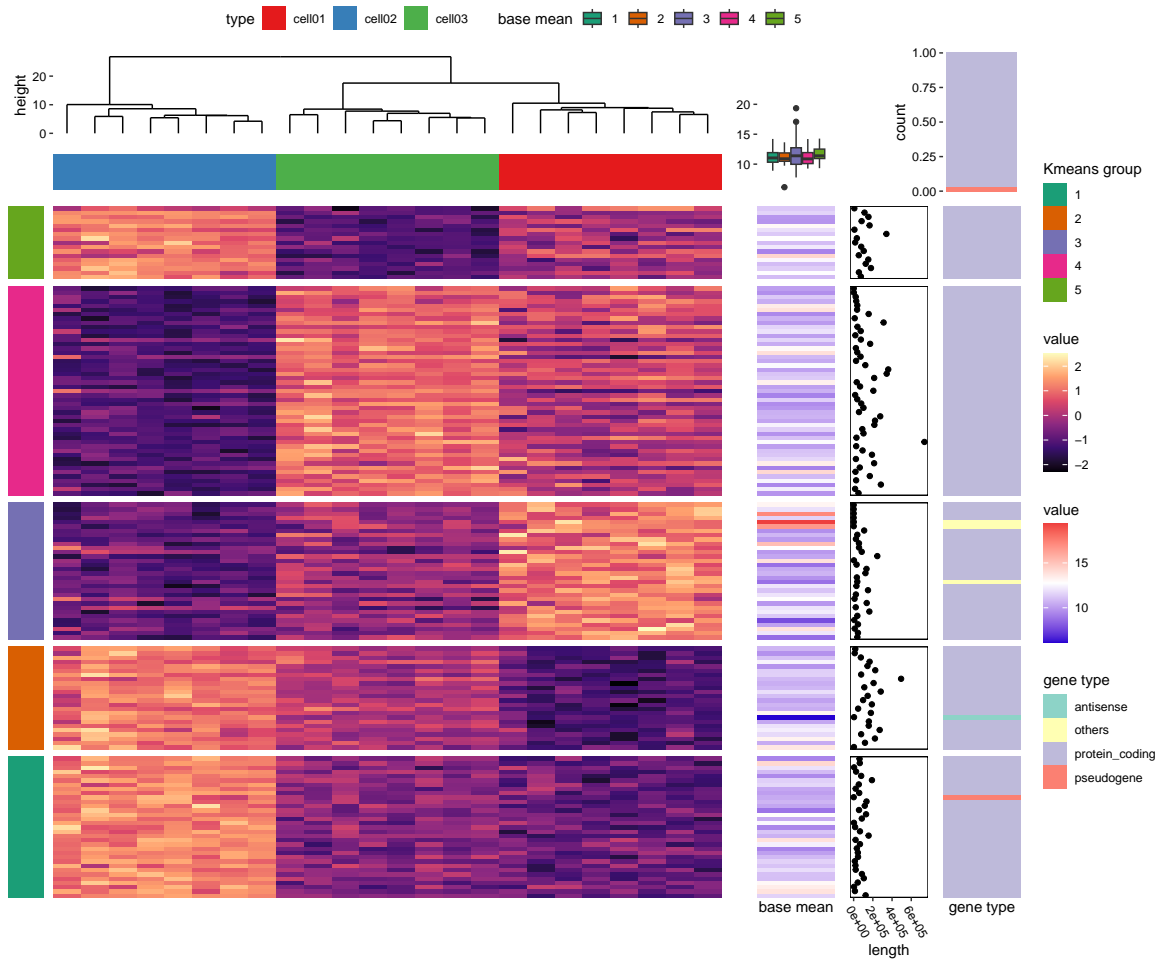 type cell01 cell02 cell03 base mean 1 2 3 4 5
height
20
10
0
20
15
10
count
1.00
0.75
0.50
0.25
0.00
Kmeans group
1
2
3
4
5
value
2
1
0
−1
−2
value
15
10
gene type
antisense
others
protein_coding
pseudogene
base mean
0e+00
2e+05
4e+05
6e+05
length
gene type